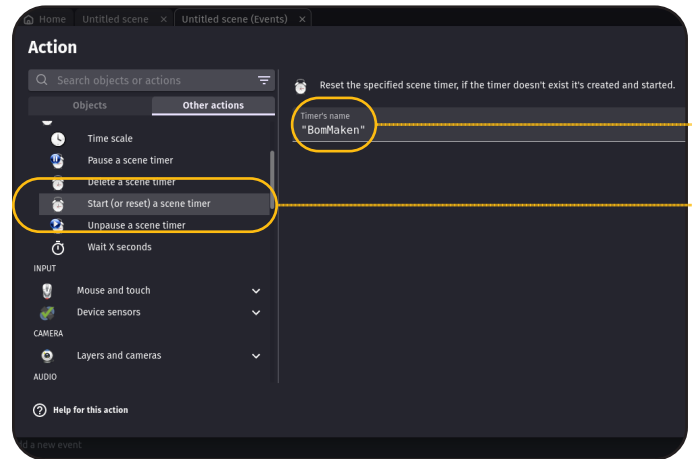 Home
Untitled scene
Untitled scene (Events)
Action
Search objects or actions
Objects
Other actions
Time scale
Pause a scene timer
Delete a scene timer
Start (or reset) a scene timer
Unpause a scene timer
Wait X seconds
INPUT
Mouse and touch
Device sensors
CAMERA
Layers and cameras
AUDIO
Help for this action
Reset the specified scene timer, if the timer doesn't exist it's created and started.
Timer's name
"BomMaken"
dd a new event